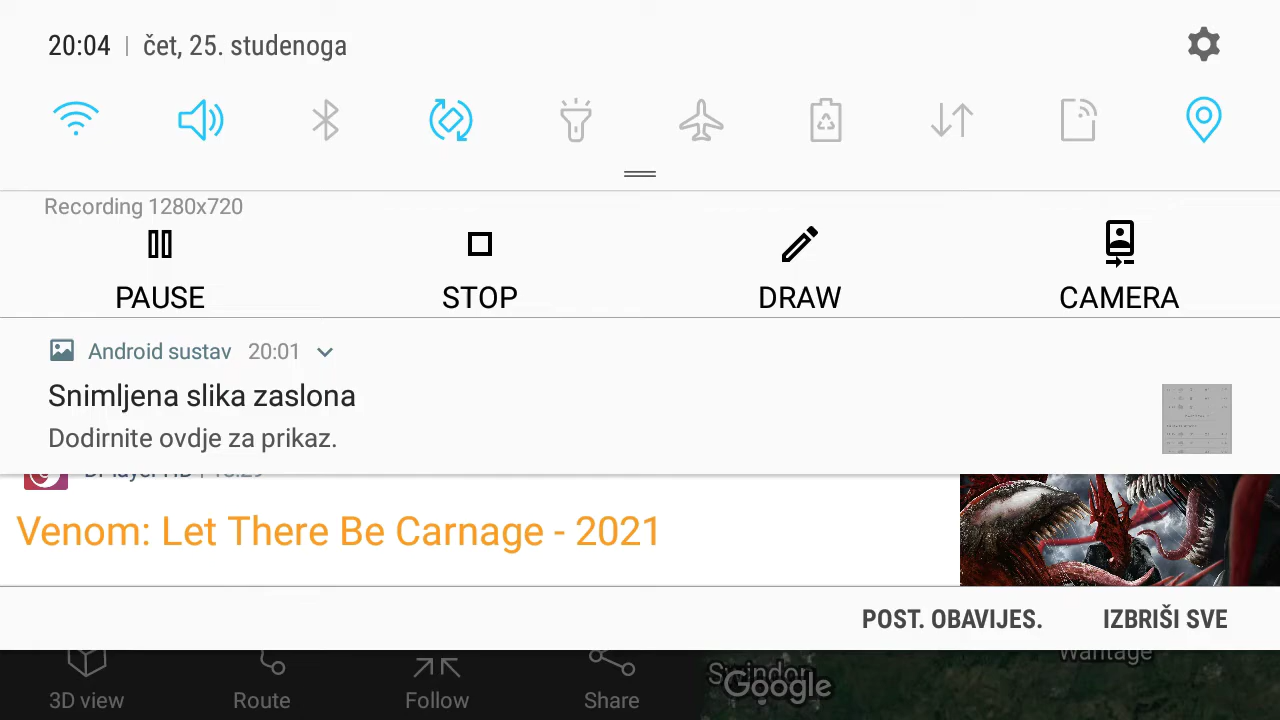 20:04 | čet, 25. studenoga
Recording 1280x720
PAUSE STOP DRAW CAMERA
Android sustav 20:01
Snimljena slika zaslona
Dodirnite ovdje za prikaz.
Venom: Let There Be Carnage - 2021
POST. OBAVIJES. IZBRIŠI SVE
Wantage
Swindon
Google
3D view Route Follow Share